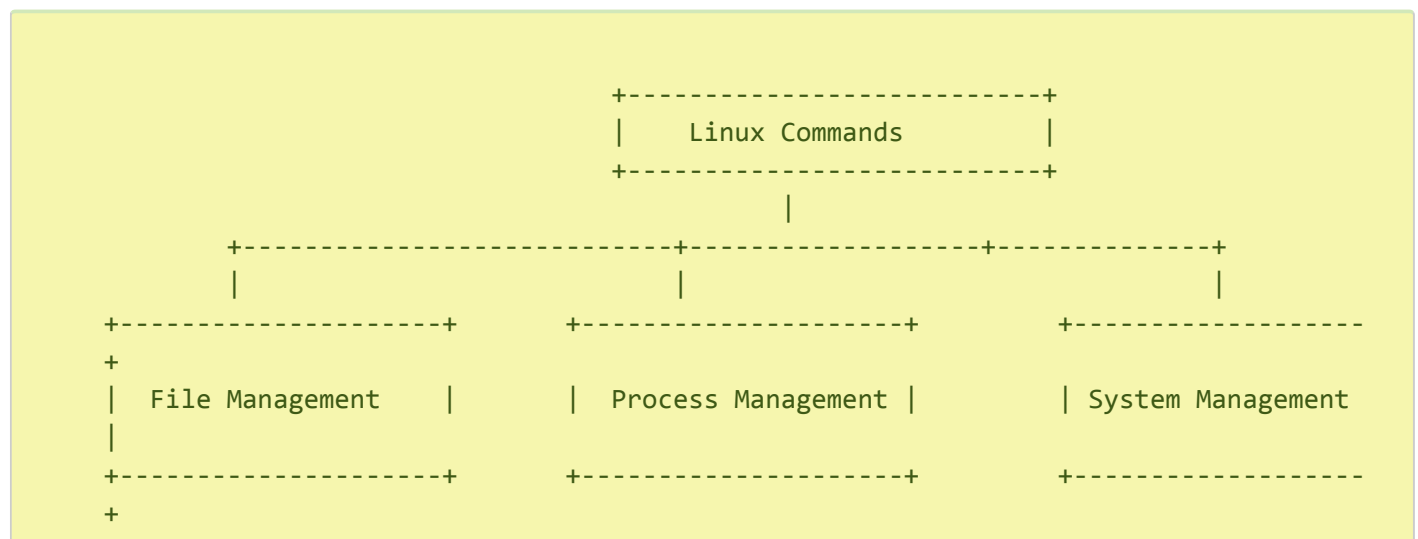 +---------------------------+
                                 |    Linux Commands         |
                                 +---------------------------+
                                            |
        +----------------------------+-------------------+--------------+
        |                            |                                  |
+---------------------+       +---------------------+         +------------------
+
|  File Management    |       |  Process Management |         | System Management
|
+---------------------+       +---------------------+         +------------------
+